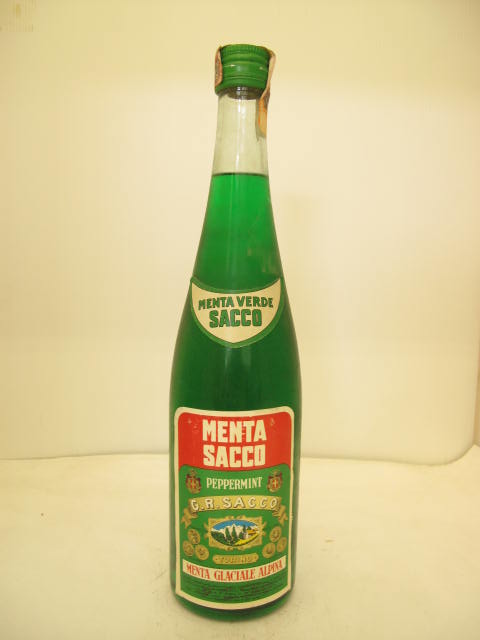 MENTA VERDE
SACCO
MENTA
SACCO
PEPPERMINT
G.R. SACCO
TORINO
MENTA GLACIALE ALPINA